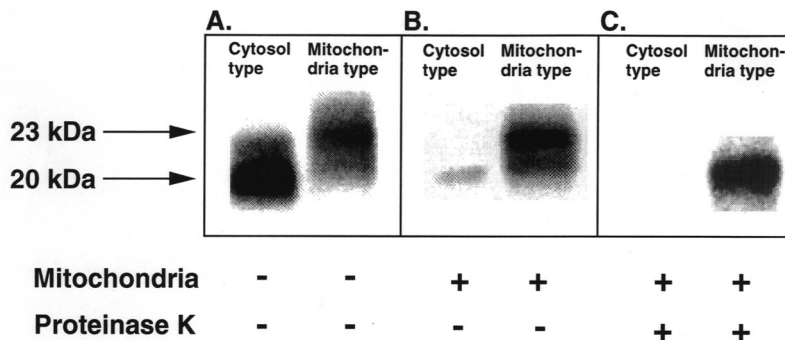 A. B. C.
Cytosol Mitochon- Cytosol Mitochon- Cytosol Mitochon-
type dria type type dria type type dria type
23 kDa
20 kDa
Mitochondria - - + + + +
Proteinase K - - - - + +